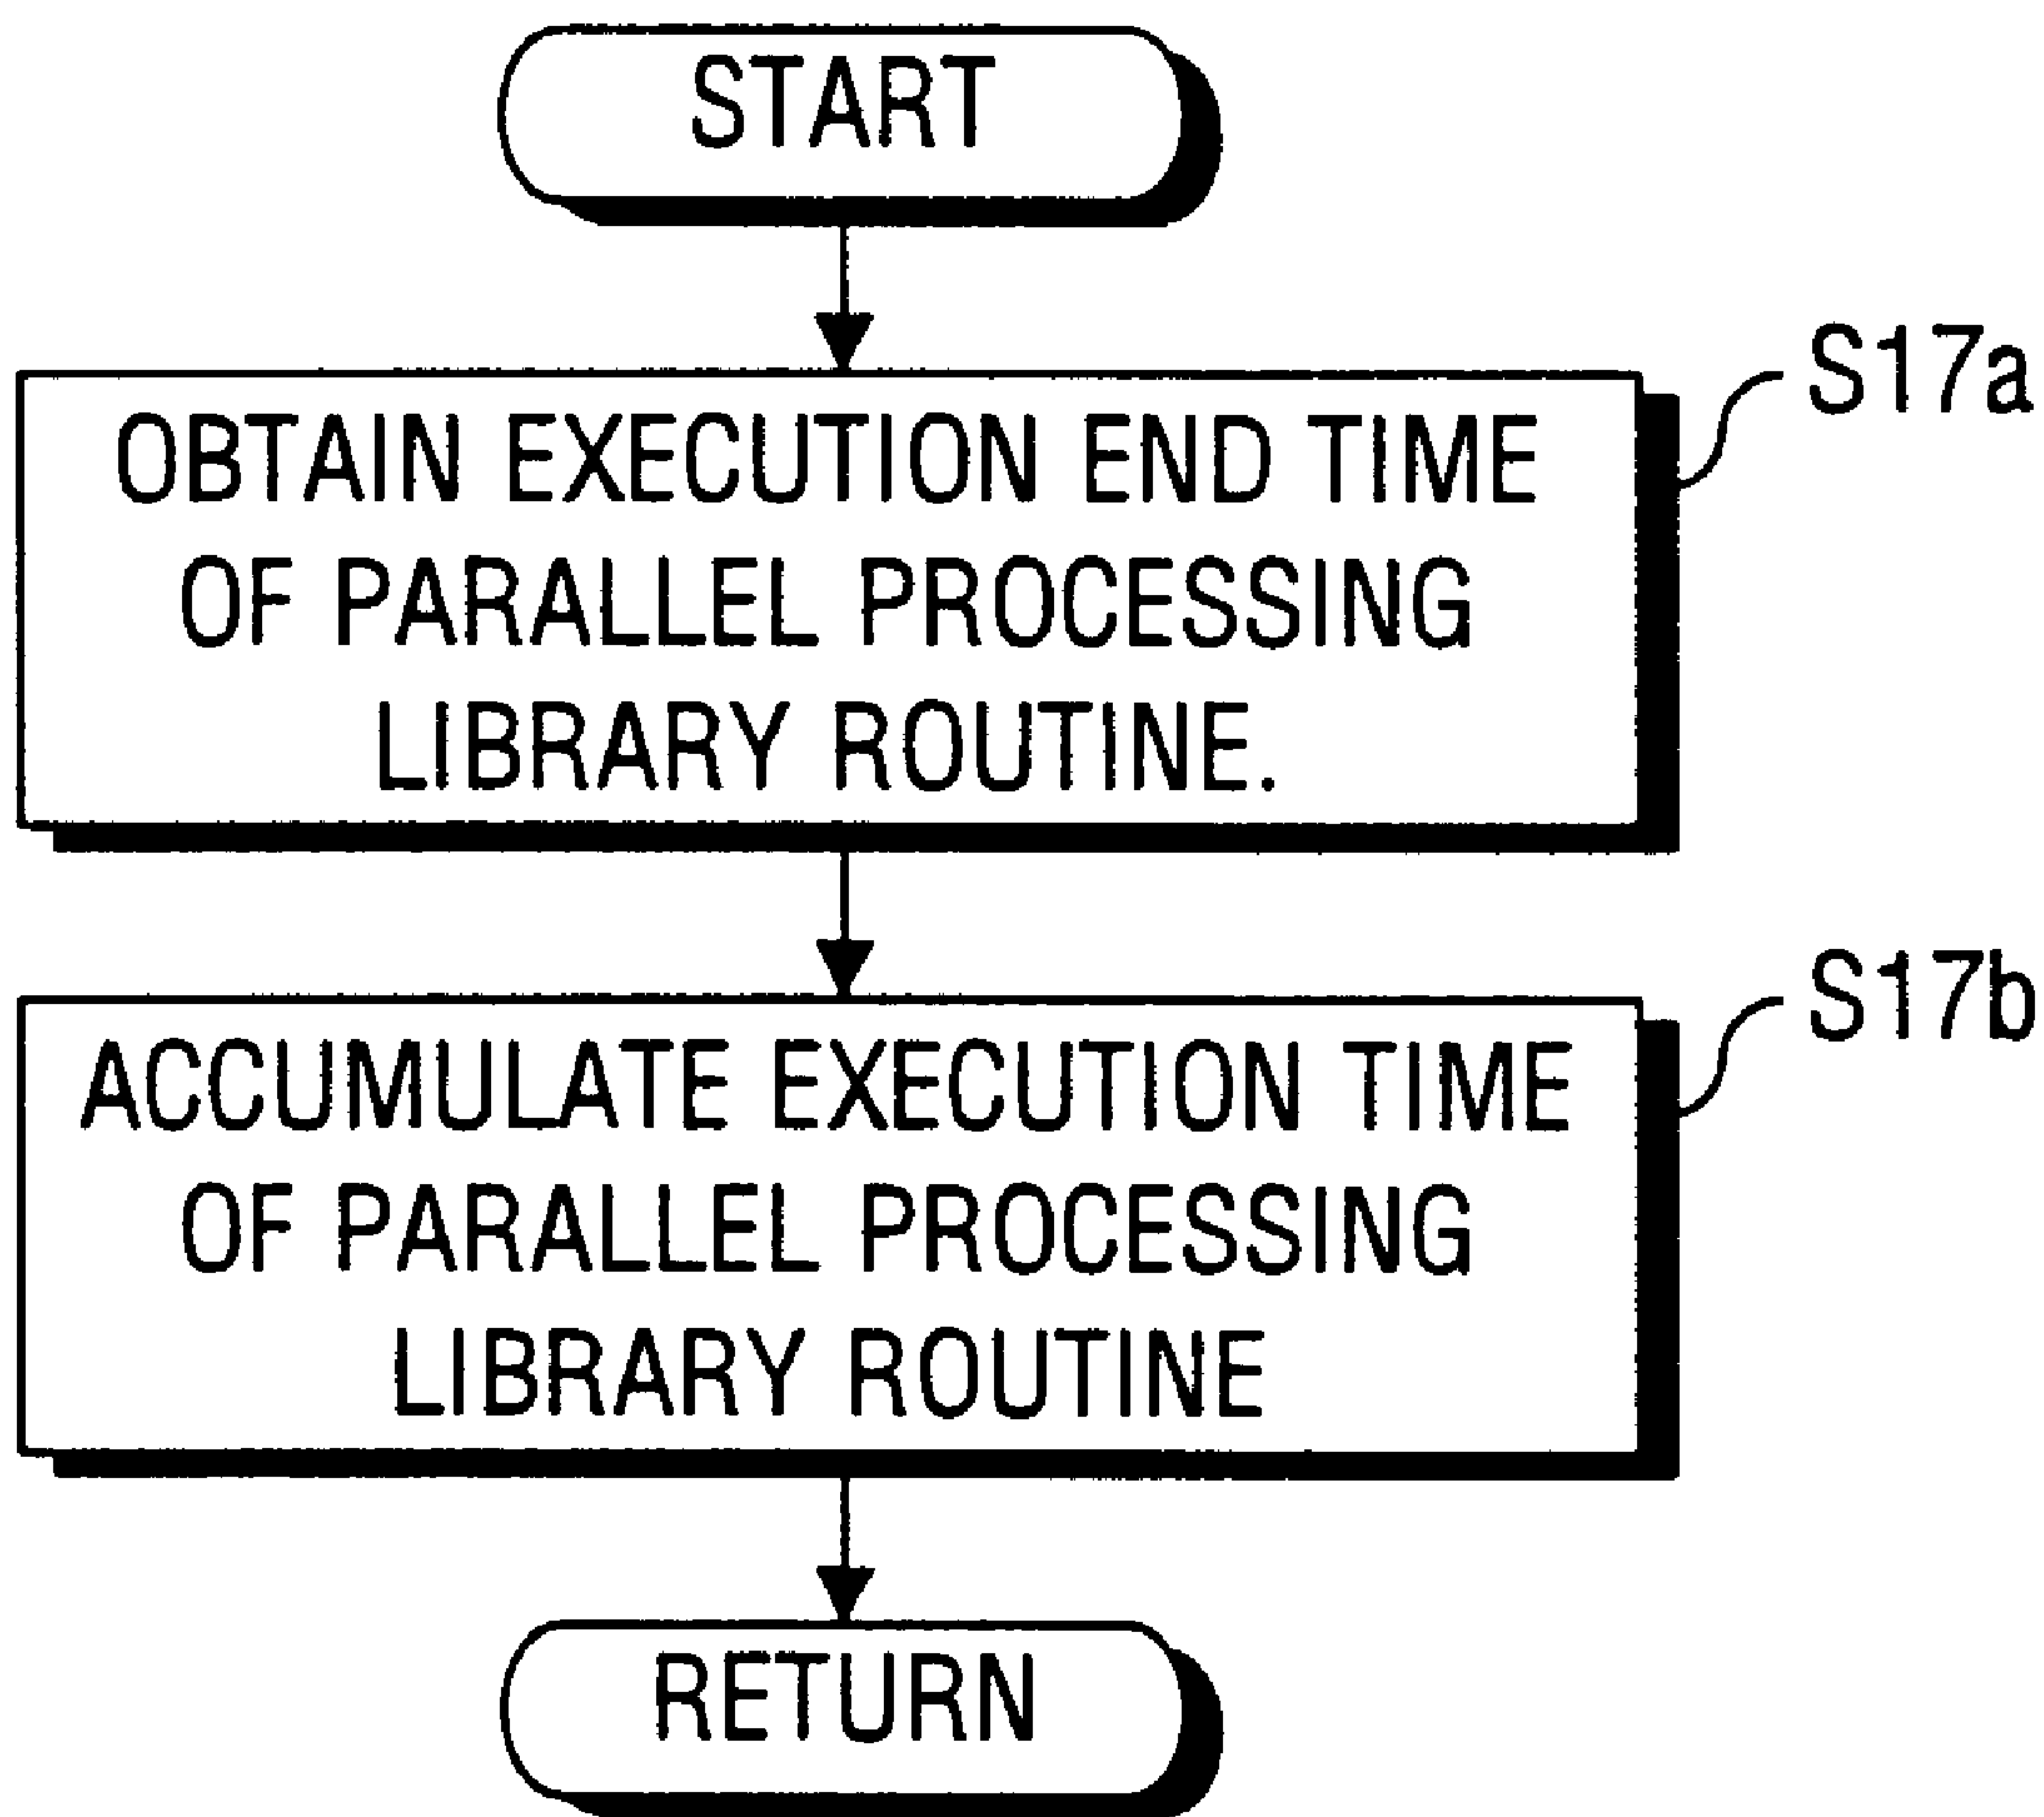 START
S17a
OBTAIN EXECUTION END TIME
OF PARALLEL PROCESSING
LIBRARY ROUTINE.
S17b
ACCUMULATE EXECUTION TIME
OF PARALLEL PROCESSING
LIBRARY ROUTINE
RETURN